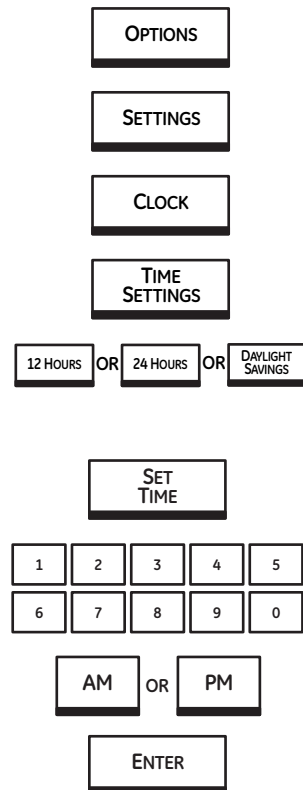 OPTIONS
SETTINGS
CLOCK
TIME
SETTINGS
12 HOURS OR 24 HOURS OR DAYLIGHT SAVINGS
SET
TIME
1 2 3 4 5
6 7 8 9 0
AM OR PM
ENTER